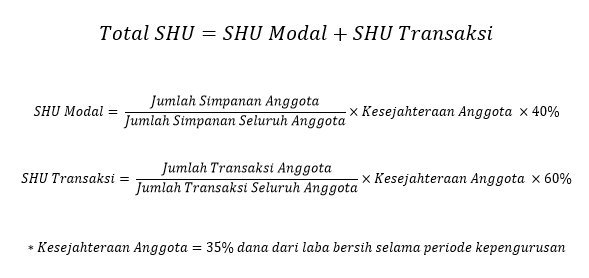 Total SHU = SHU Modal + SHU Transaksi
SHU Modal = Jumlah Simpanan Anggota / Jumlah Simpanan Seluruh Anggota × Kesejahteraan Anggota × 40%
SHU Transaksi = Jumlah Transaksi Anggota / Jumlah Transaksi Seluruh Anggota × Kesejahteraan Anggota × 60%
* Kesejahteraan Anggota = 35% dana dari laba bersih selama periode kepengurusan